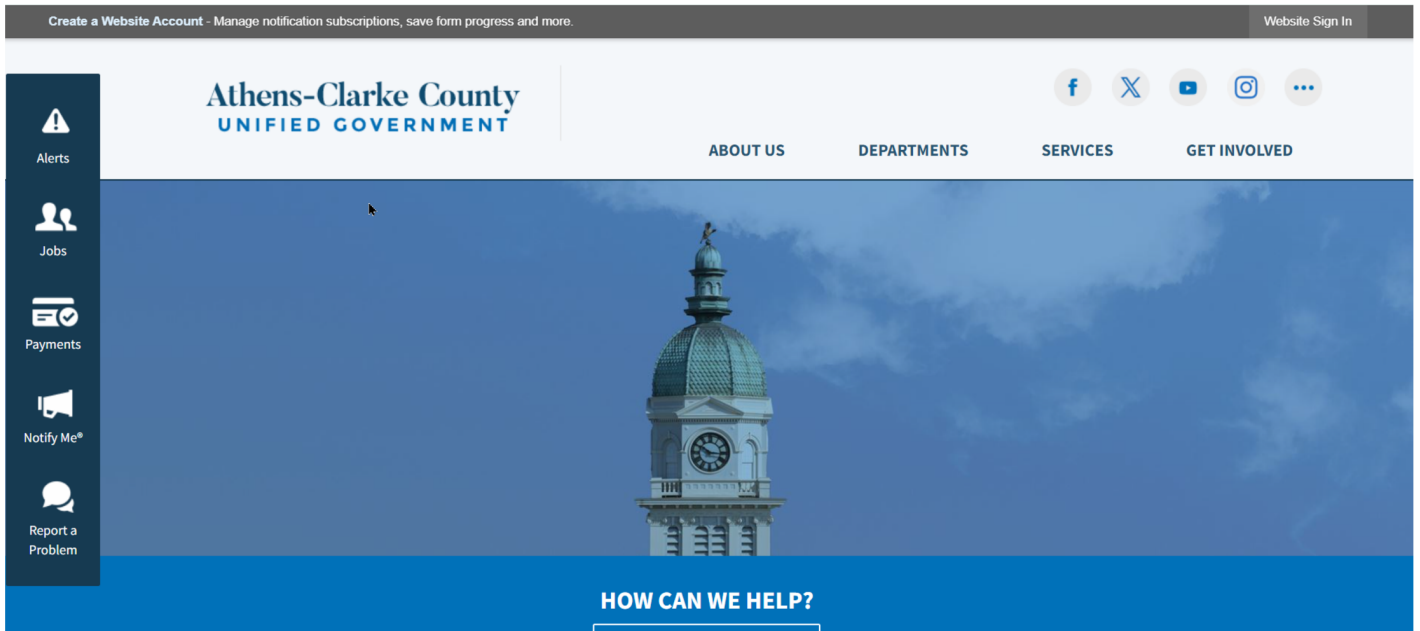 Create a Website Account - Manage notification subscriptions, save form progress and more.
Website Sign In
Athens-Clarke County
UNIFIED GOVERNMENT
ABOUT US
DEPARTMENTS
SERVICES
GET INVOLVED
Alerts
Jobs
Payments
Notify Me®
Report a
Problem
HOW CAN WE HELP?